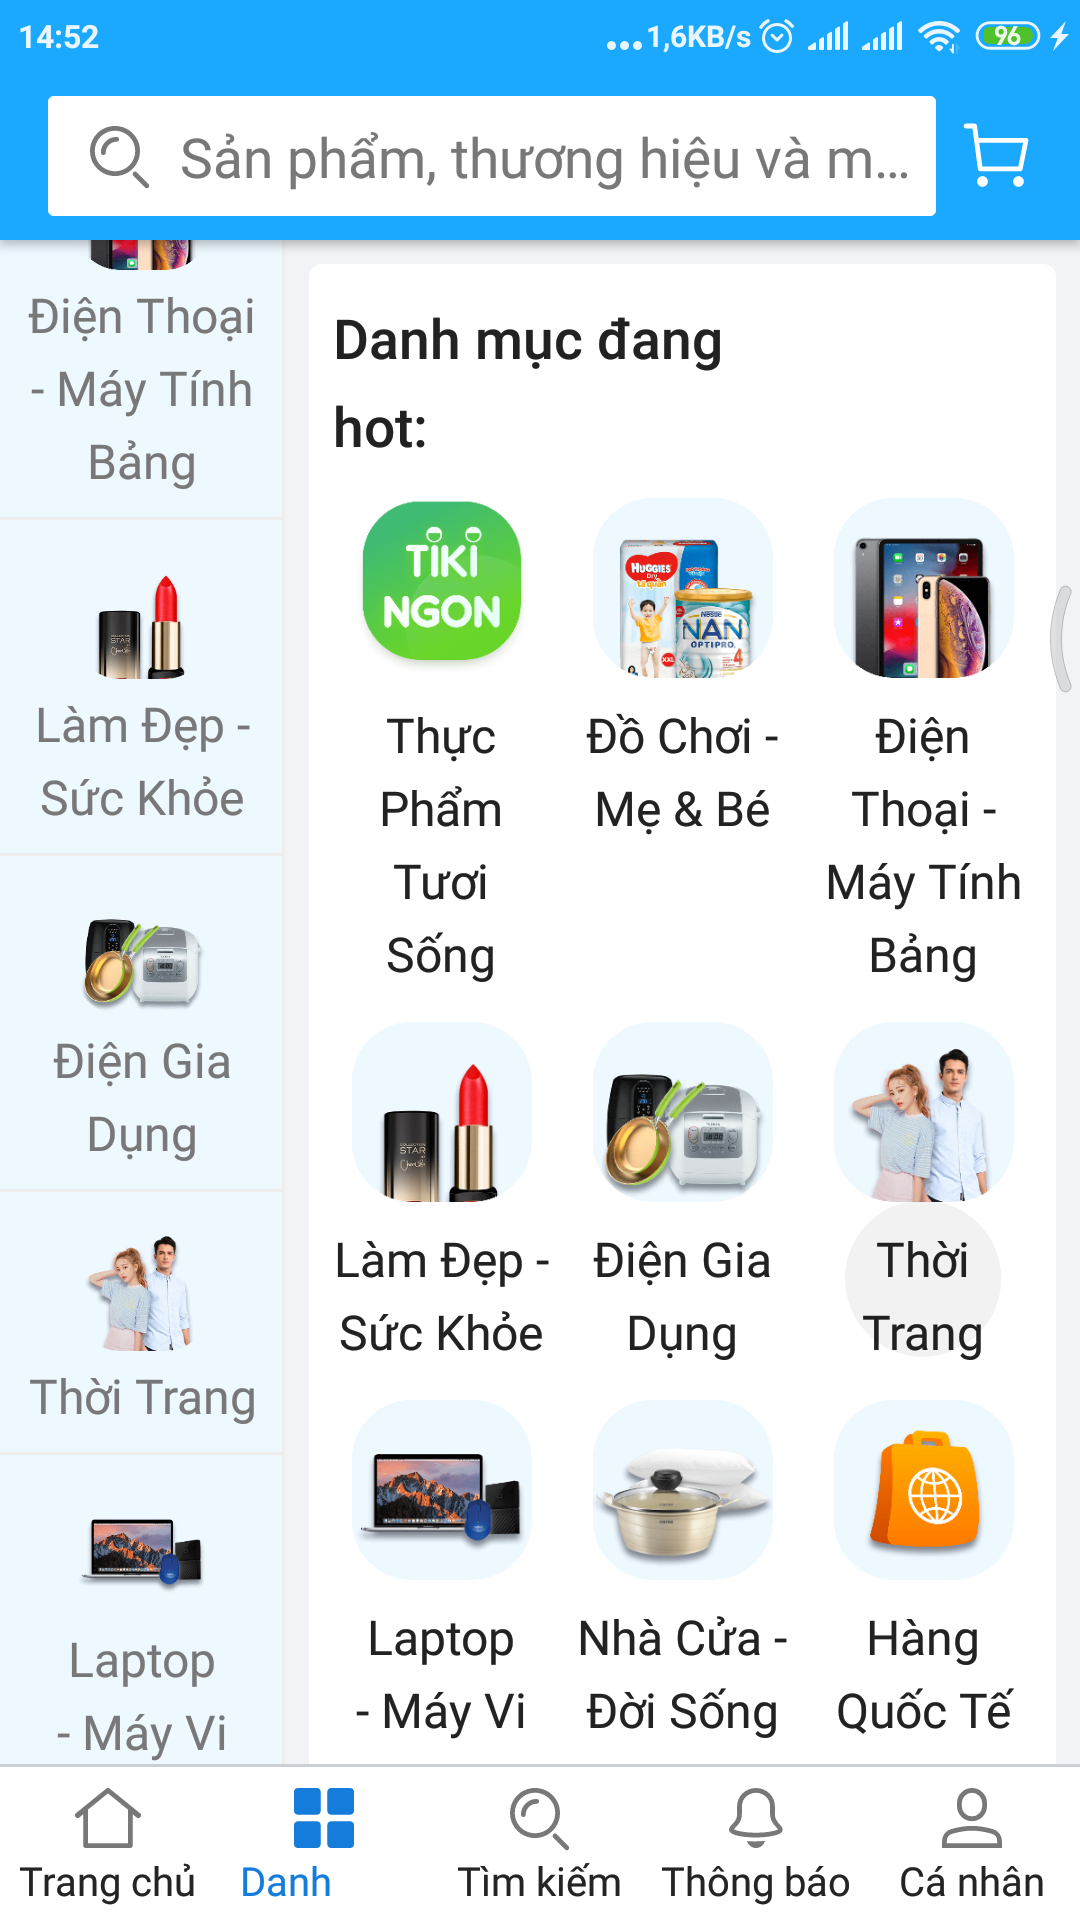 14:52
...1,6KB/s
96
Sản phẩm, thương hiệu và m...
Điện Thoại
- Máy Tính
Bảng
Làm Đẹp -
Sức Khỏe
Điện Gia
Dụng
Thời Trang
Laptop
- Máy Vi
Danh mục đang
hot:
TIKI
NGON
HUGGIES
Dry
Nestlé
NAN
OPTIPRO
4
XXL
Thực
Phẩm
Tươi
Sống
Đồ Chơi -
Mẹ & Bé
Điện
Thoại -
Máy Tính
Bảng
STAR
Làm Đẹp -
Sức Khỏe
Điện Gia
Dụng
Thời
Trang
Laptop
- Máy Vi
Nhà Cửa -
Đời Sống
Hàng
Quốc Tế
Trang chủ
Danh
Tìm kiếm
Thông báo
Cá nhân